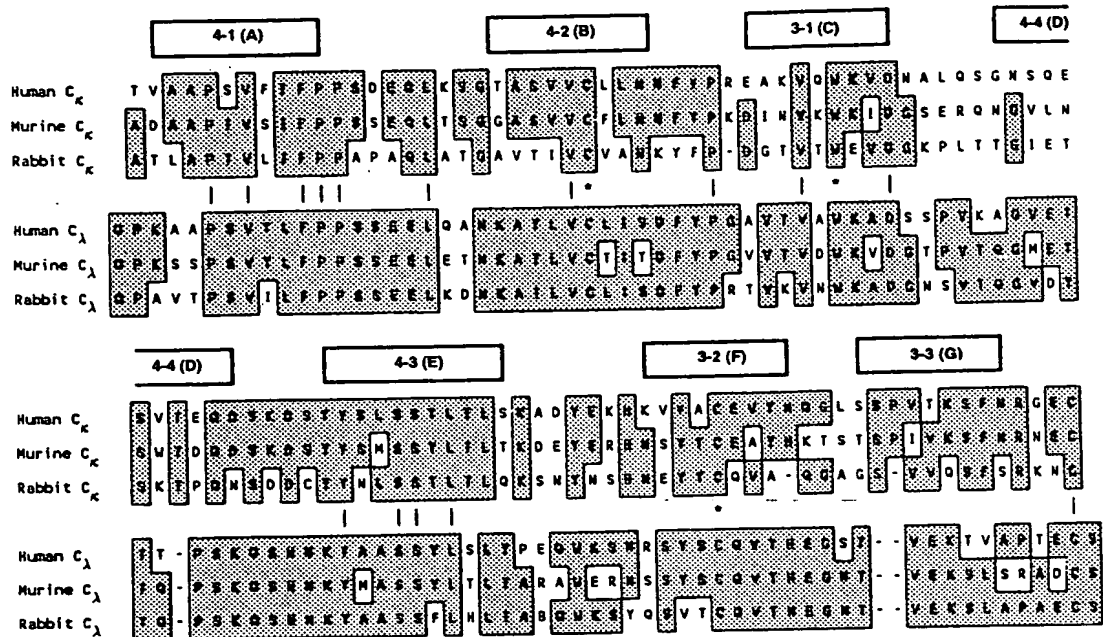 4-1 (A) 4-2 (B) 3-1 (C) 4-4 (D)
Human Cκ T V A A P S V F I F P P S D E Q L K S G T A S V V C L L N N F Y P R E A K V Q W K V D N A L Q S G N S Q E
Murine Cκ A D A A P T V S I F P P S S E Q L T S G G A S V V C F L N N F Y P K D I N V K W K I D G S E R Q N G V L N
Rabbit Cκ A T L A P T V L L F P P A P A Q L A T G A V T I V C V A N K Y F P - D G T V T W E V D G K P L T T G I E T
| | | | | | | * | | * |
Human Cλ Q P K A A P S V T L F P P S S E E L Q A N K A T L V C L I S D F Y P G A V T V A W K A D S S P V K A G V E T
Murine Cλ Q P K S S P S V T L F P P S S E E L E T N K A T L V C T I T D F Y P G V V T V D W K V D G T P V T Q G M E T
Rabbit Cλ Q P A V T P S V I L F P P S S E E L K D N K A T L V C L I S D F Y P R T V K V N W K A D G N S V T Q G V D T
4-4 (D) 4-3 (E) 3-2 (F) 3-3 (G)
Human Cκ S V T E Q D S K D S T Y S L S S T L T L S K A D Y E K H K V Y A C E V T H Q G L S S P V T K S F N R G E C
Murine Cκ S W T D Q D S K D S T Y S M S S T L T L T K D E Y E R H N S Y T C E A T H K T S T S P I V K S F N R N E C
Rabbit Cκ S K T P Q N S D D C T Y N L S S T L T L Q K S N Y N S H N E Y T C Q V A - Q G A G S - V V Q S F S R K N C
| | | | * |
Human Cλ T T - P S K Q S N N K Y A A S S Y L S L T P E Q W K S H R S Y S C Q V T H E G S T - - V E K T V A P T E C S
Murine Cλ T Q - P S K Q S N N K Y M A S S Y L T L T A R A W E R H S S Y S C Q V T H E G N T - - V E K S L S R A D C S
Rabbit Cλ T Q - P S K Q S N N K Y A A S S F L H L T A B Q W K S Y Q S V T C Q V T H E G N T - - V E K S L A P A E C S